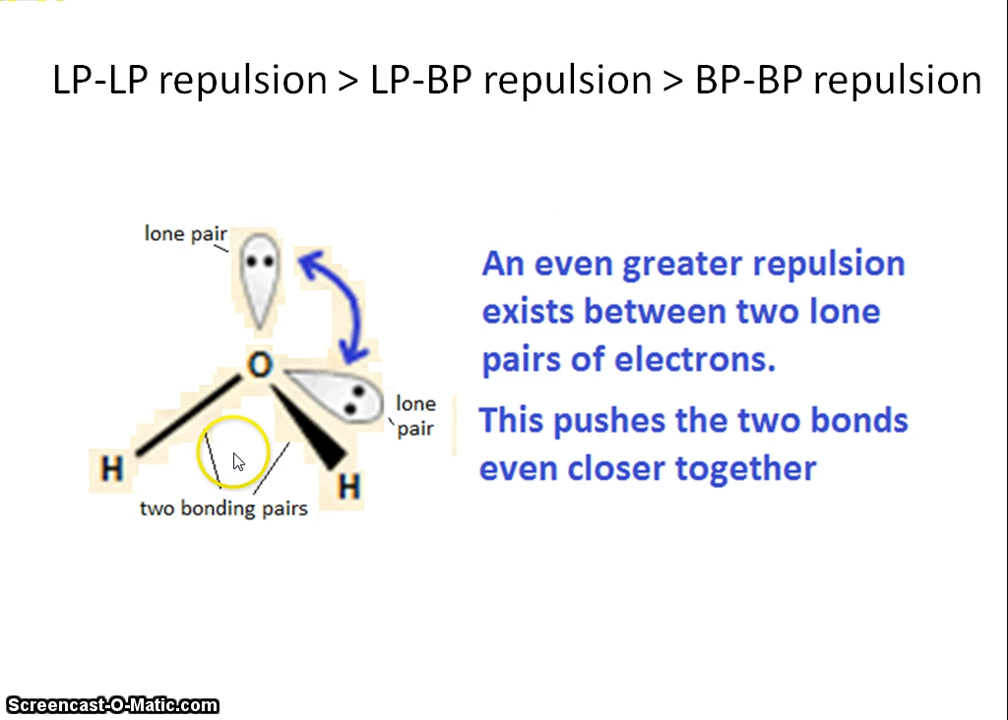 LP-LP repulsion > LP-BP repulsion > BP-BP repulsion
lone pair
O
lone
pair
H
H
two bonding pairs
An even greater repulsion
exists between two lone
pairs of electrons.
This pushes the two bonds
even closer together
Screencast-O-Matic.com